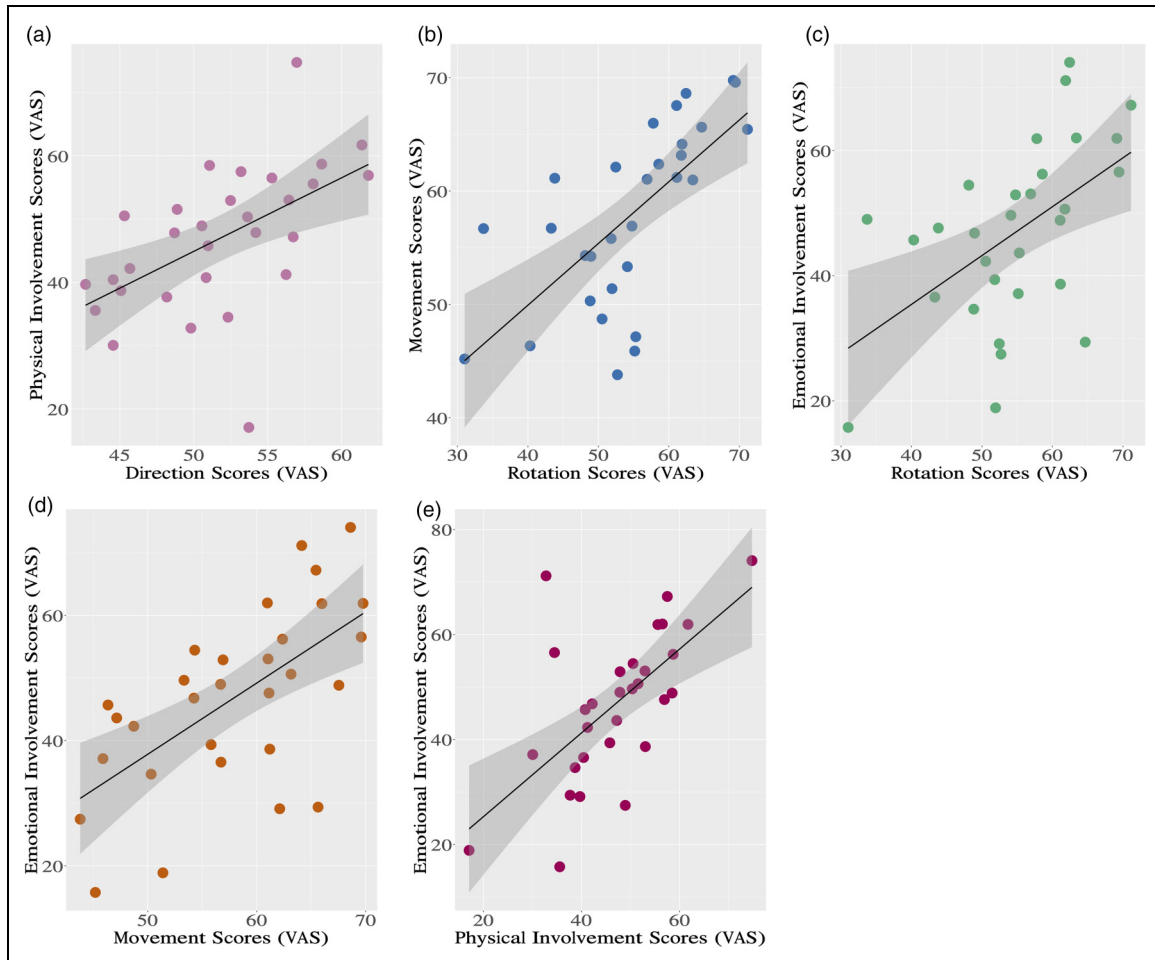 (a)
Physical Involvement Scores (VAS)
60
40
20
45
50
55
60
Direction Scores (VAS)
(b)
Movement Scores (VAS)
70
60
50
40
30
40
50
60
70
Rotation Scores (VAS)
(c)
Emotional Involvement Scores (VAS)
60
40
20
30
40
50
60
70
Rotation Scores (VAS)
(d)
Emotional Involvement Scores (VAS)
60
40
20
50
60
70
Movement Scores (VAS)
(e)
Emotional Involvement Scores (VAS)
80
60
40
20
20
40
60
Physical Involvement Scores (VAS)